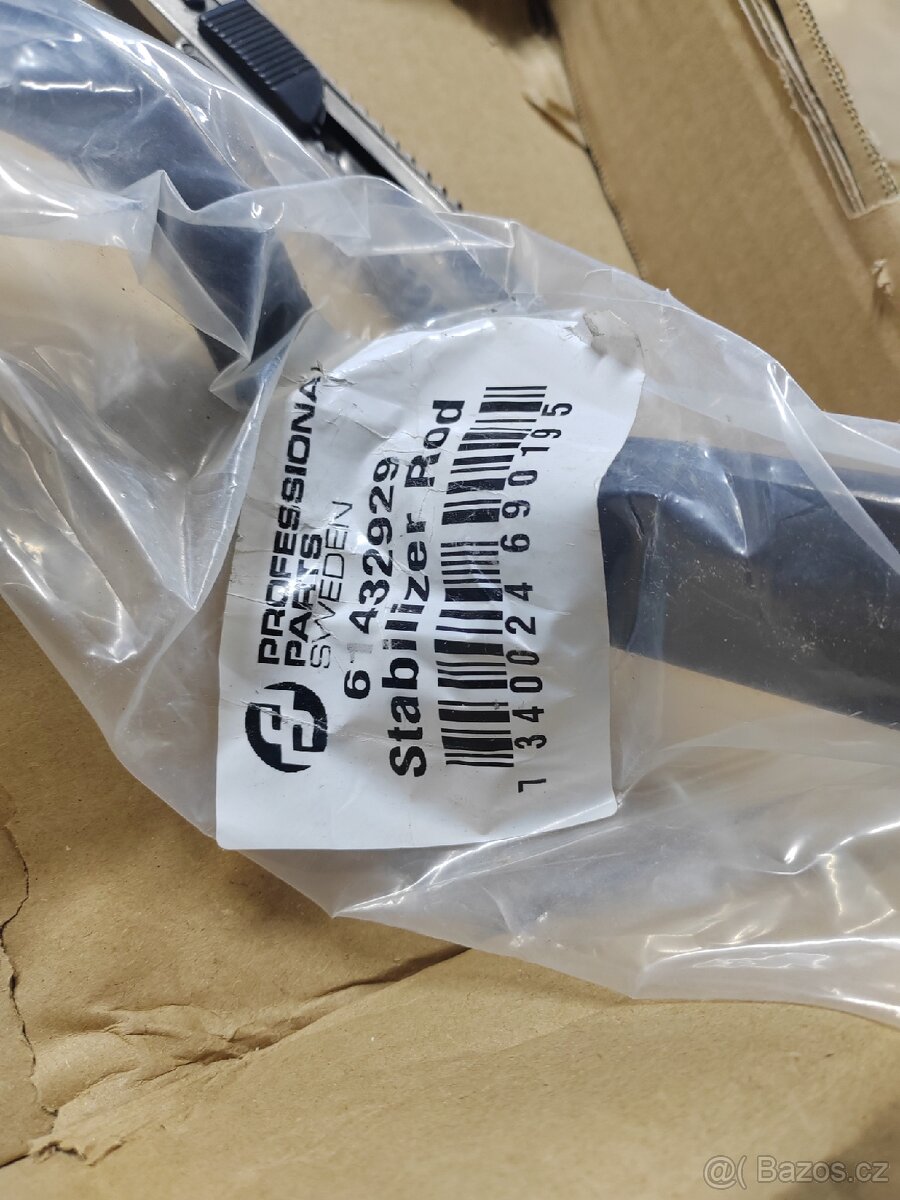 PROFESSIONAL
PARTS
SWEDEN
61432929
Stabilizer Rod
7340024690195
@( Bazos.cz